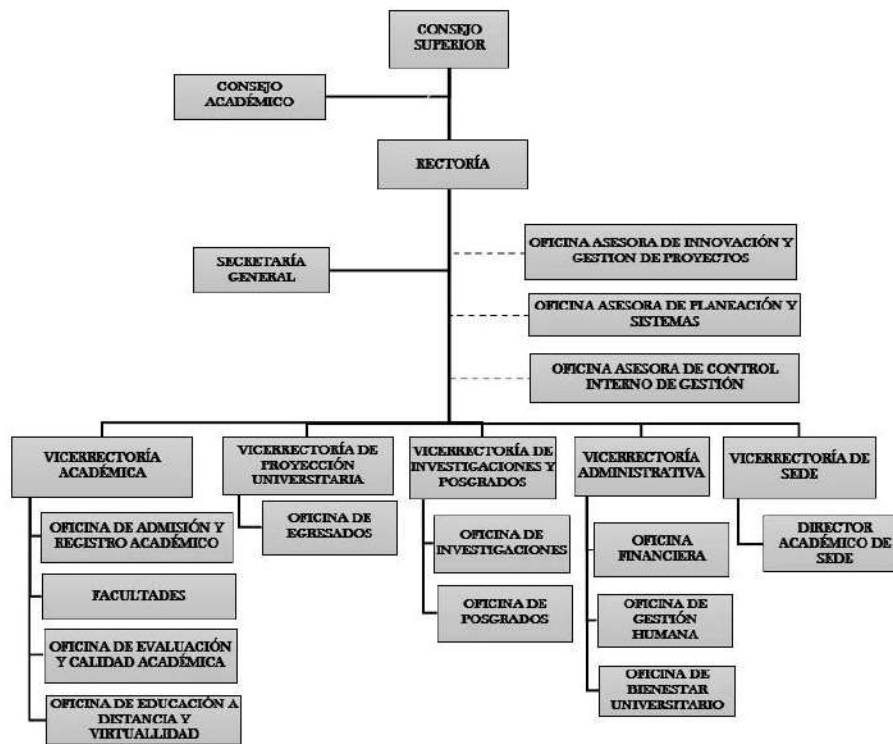 CONSEJO
SUPERIOR
CONSEJO
ACADÉMICO
RECTORÍA
SECRETARÍA
GENERAL
OFICINA ASESORA DE INNOVACIÓN Y
GESTION DE PROYECTOS
OFICINA ASESORA DE PLANEACIÓN Y
SISTEMAS
OFICINA ASESORA DE CONTROL
INTERNO DE GESTIÓN
VICERRECTORÍA
ACADÉMICA
OFICINA DE ADMISIÓN Y
REGISTRO ACADÉMICO
FACULTADES
OFICINA DE EVALUACIÓN
Y CALIDAD ACADÉMICA
OFICINA DE EDUCACIÓN A
DISTANCIA Y
VIRTUALLIDAD
VICERRECTORÍA DE
PROYECCIÓN
UNIVERSITARIA
OFICINA DE
EGRESADOS
VICERRECTORÍA DE
INVESTIGACIONES Y
POSGRADOS
OFICINA DE
INVESTIGACIONES
OFICINA DE
POSGRADOS
VICERRECTORÍA
ADMINISTRATIVA
OFICINA
FINANCIERA
OFICINA DE
GESTIÓN
HUMANA
OFICINA DE
BIENESTAR
UNIVERSITARIO
VICERRECTORÍA DE
SEDE
DIRECTOR
ACADÉMICO DE
SEDE